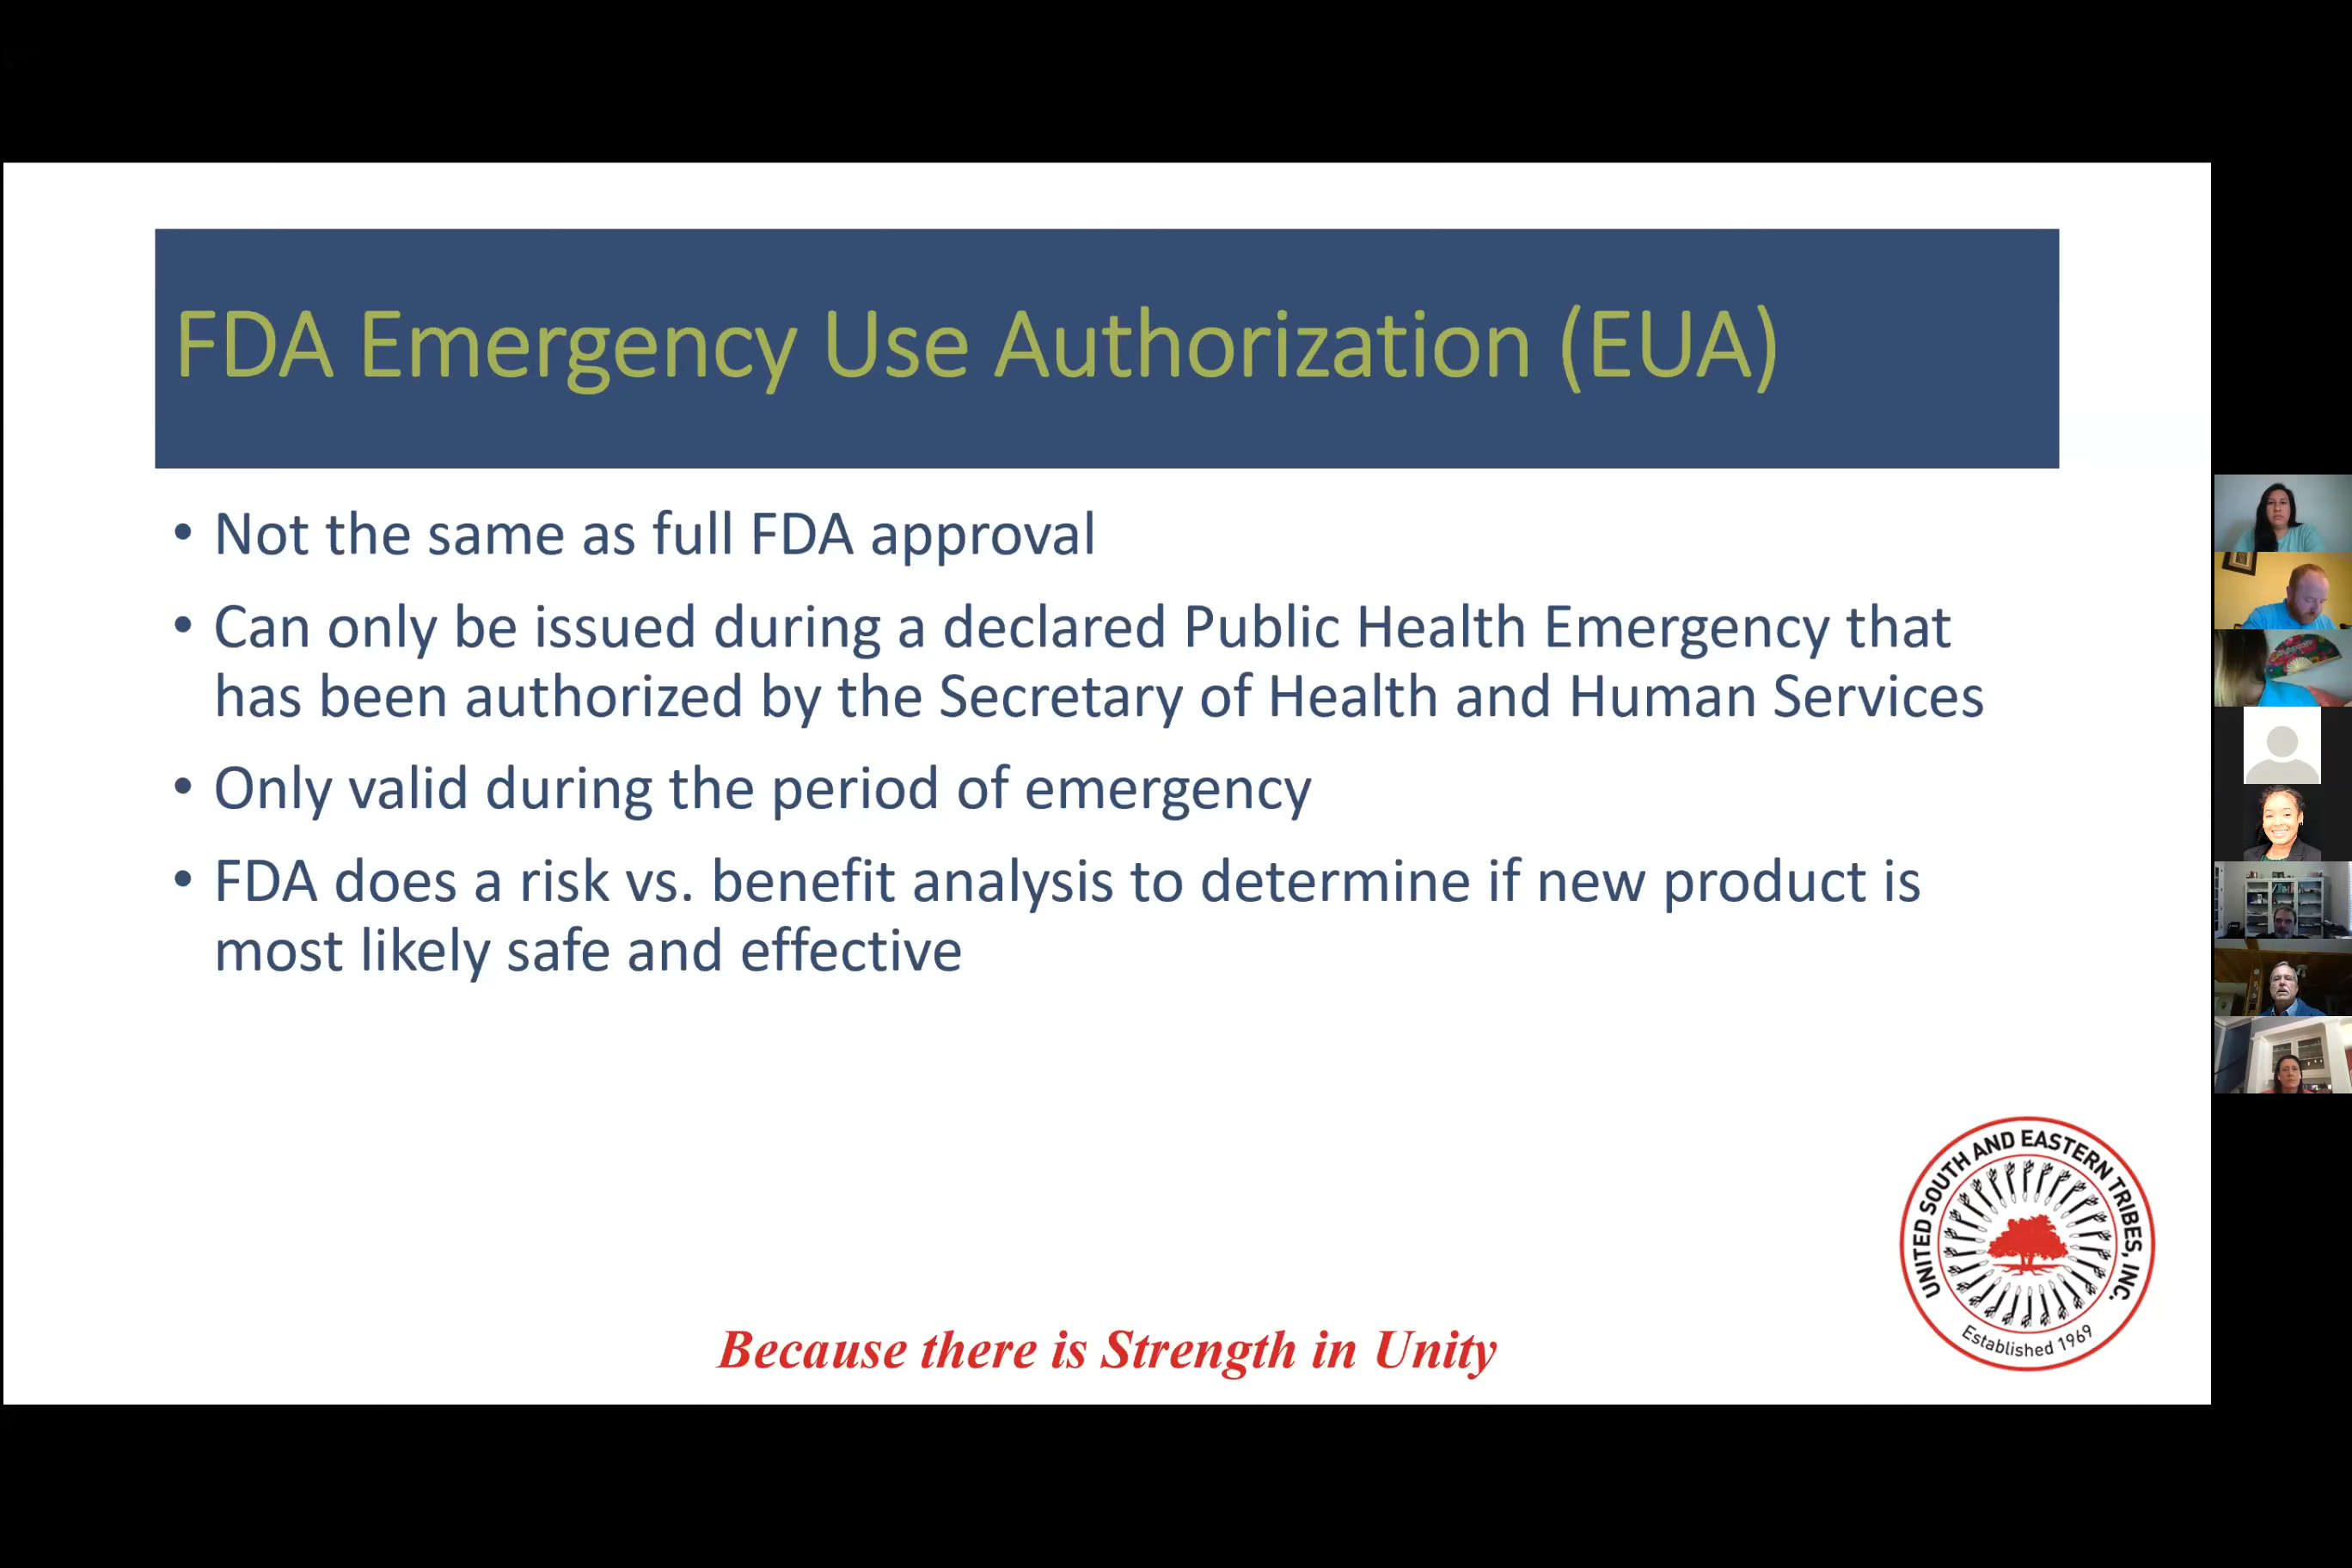 FDA Emergency Use Authorization (EUA)
• Not the same as full FDA approval
• Can only be issued during a declared Public Health Emergency that
has been authorized by the Secretary of Health and Human Services
• Only valid during the period of emergency
• FDA does a risk vs. benefit analysis to determine if new product is
most likely safe and effective
UNITED SOUTH AND EASTERN TRIBES, INC.
Established 1969
Because there is Strength in Unity